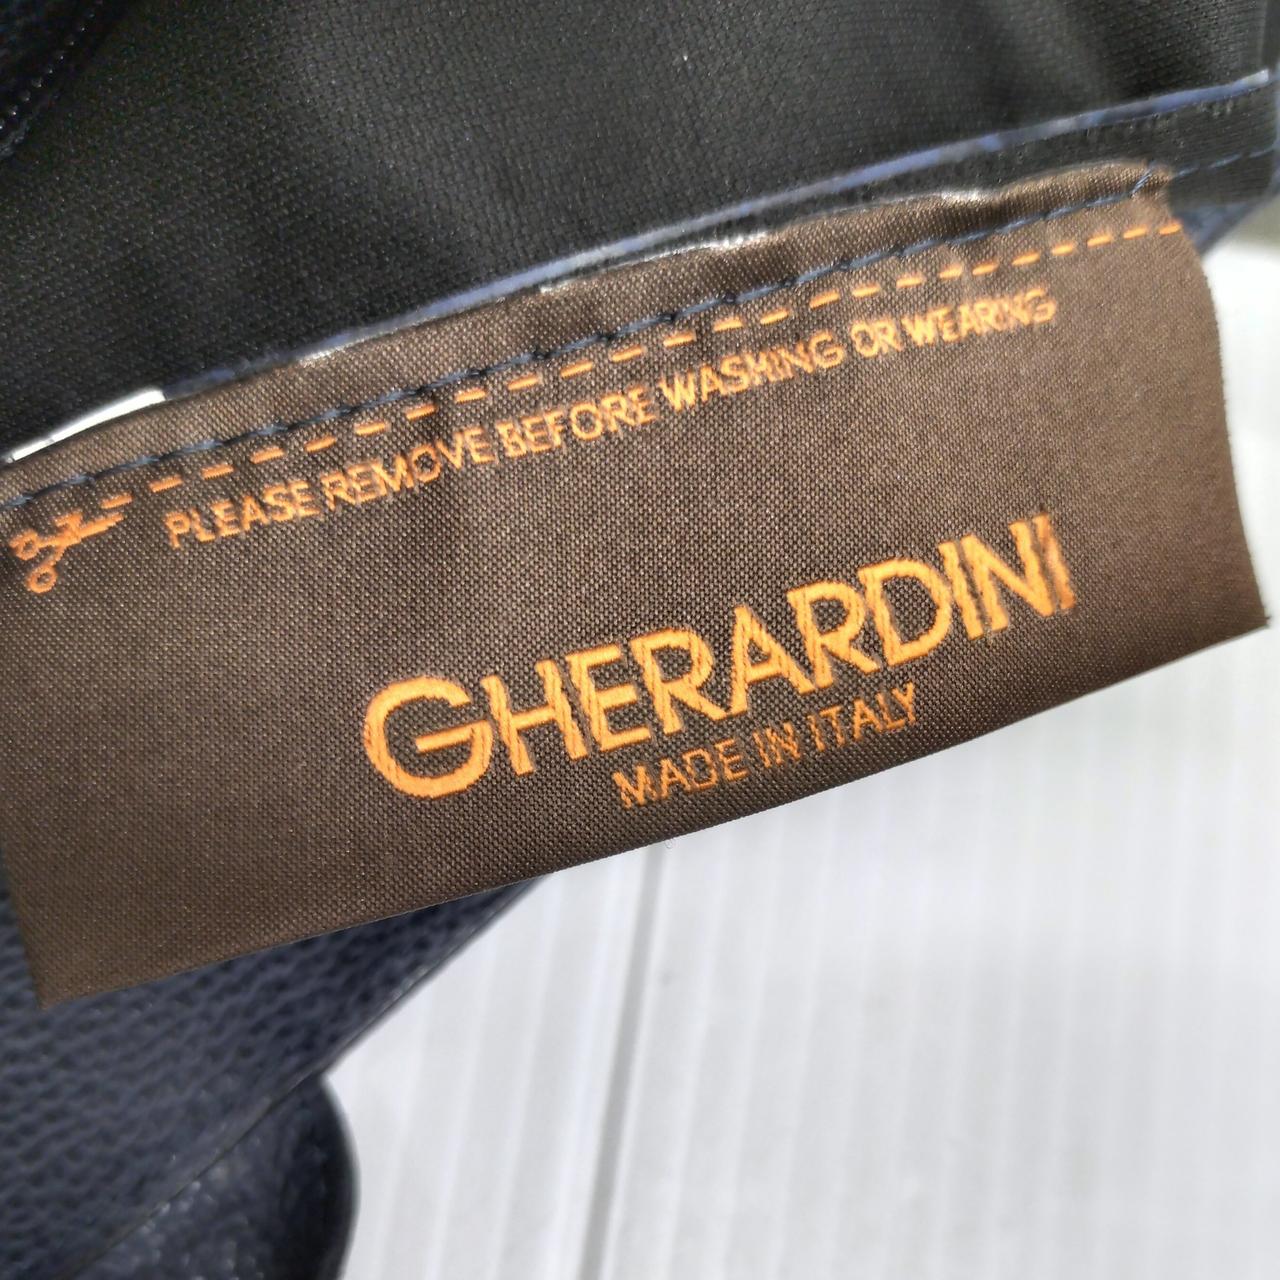 PLEASE REMOVE BEFORE WASHING OR WEARING
GHERARDINI
MADE IN ITALY